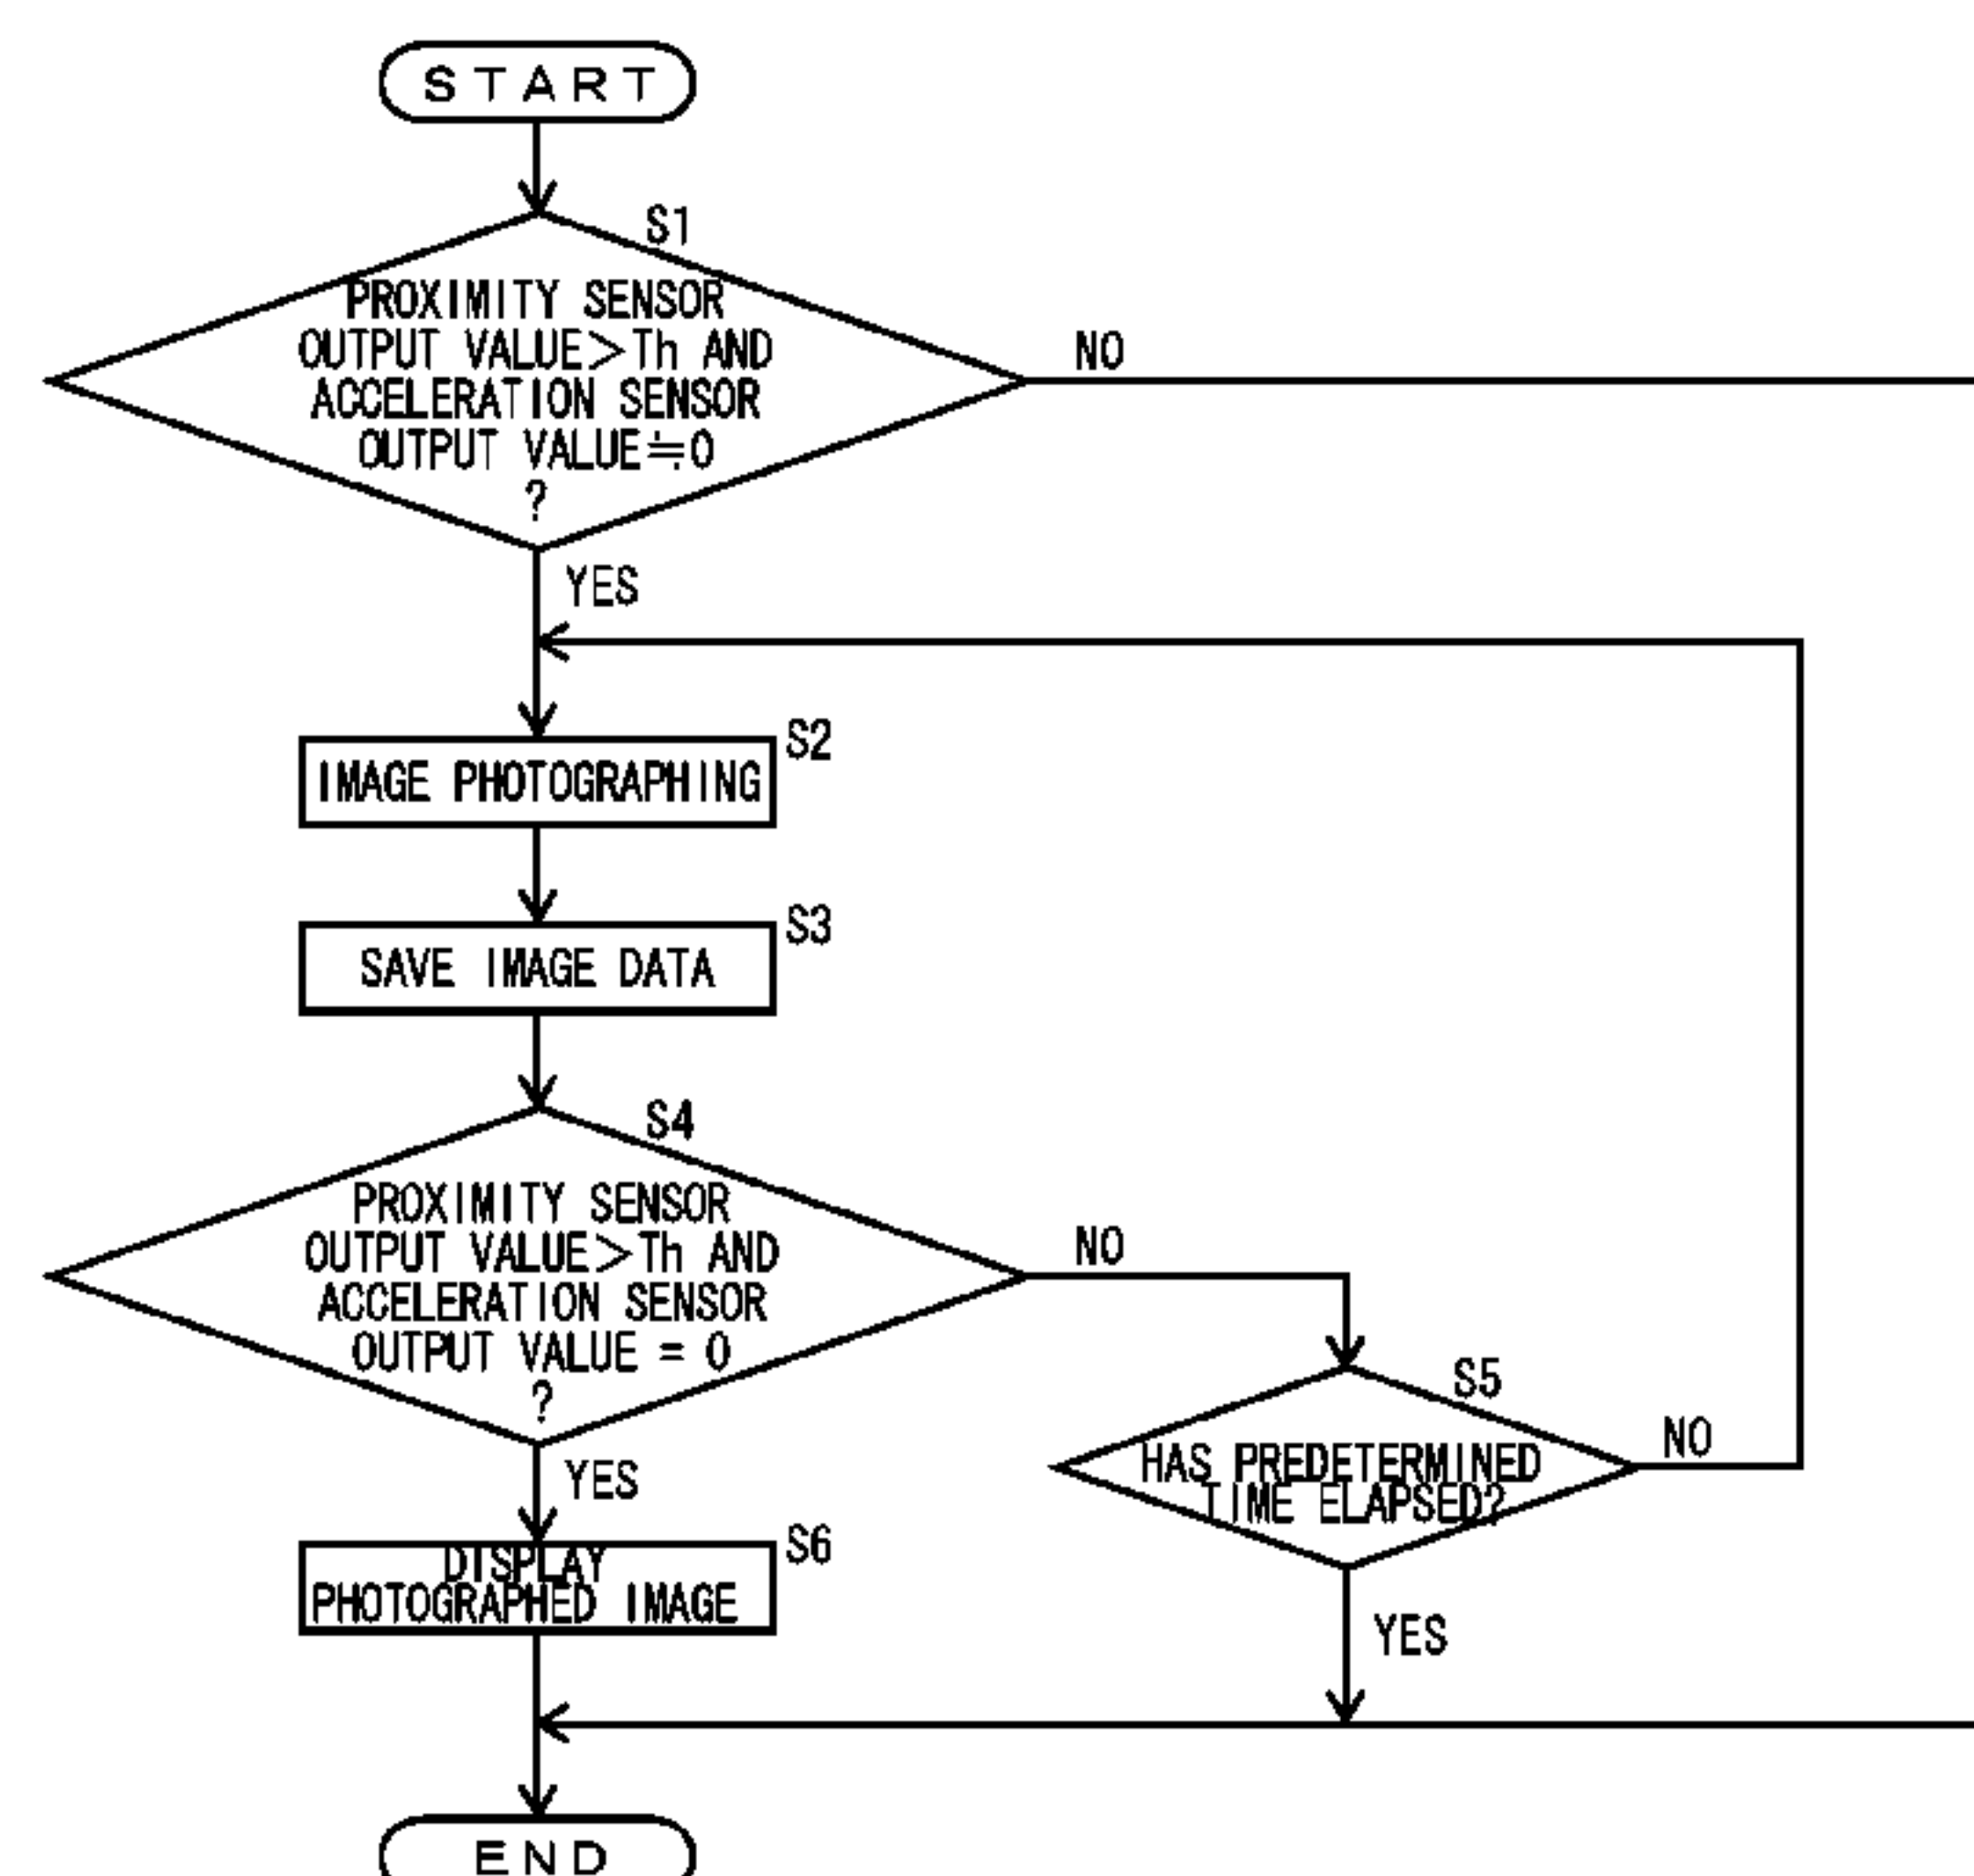 START
S1
PROXIMITY SENSOR
OUTPUT VALUE>Th AND
ACCELERATION SENSOR
OUTPUT VALUE≒0
?
NO
YES
S2
IMAGE PHOTOGRAPHING
S3
SAVE IMAGE DATA
S4
PROXIMITY SENSOR
OUTPUT VALUE>Th AND
ACCELERATION SENSOR
OUTPUT VALUE = 0
?
NO
S5
HAS PREDETERMINED
TIME ELAPSED?
NO
YES
S6
DISPLAY
PHOTOGRAPHED IMAGE
YES
END